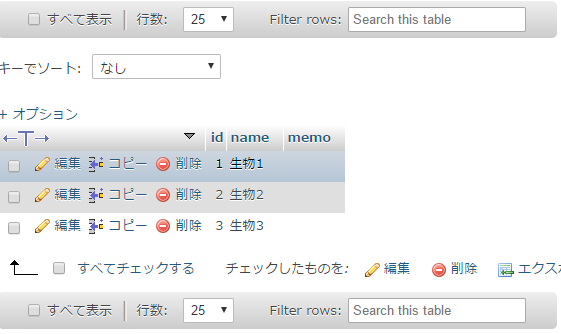 すべて表示 行数: 25 Filter rows: Search this table
キーでソート: なし
+ オプション
←T→ id name memo
編集 コピー 削除 1 生物1
編集 コピー 削除 2 生物2
編集 コピー 削除 3 生物3
すべてチェックする チェックしたものを: 編集 削除 エクスポ
すべて表示 行数: 25 Filter rows: Search this table